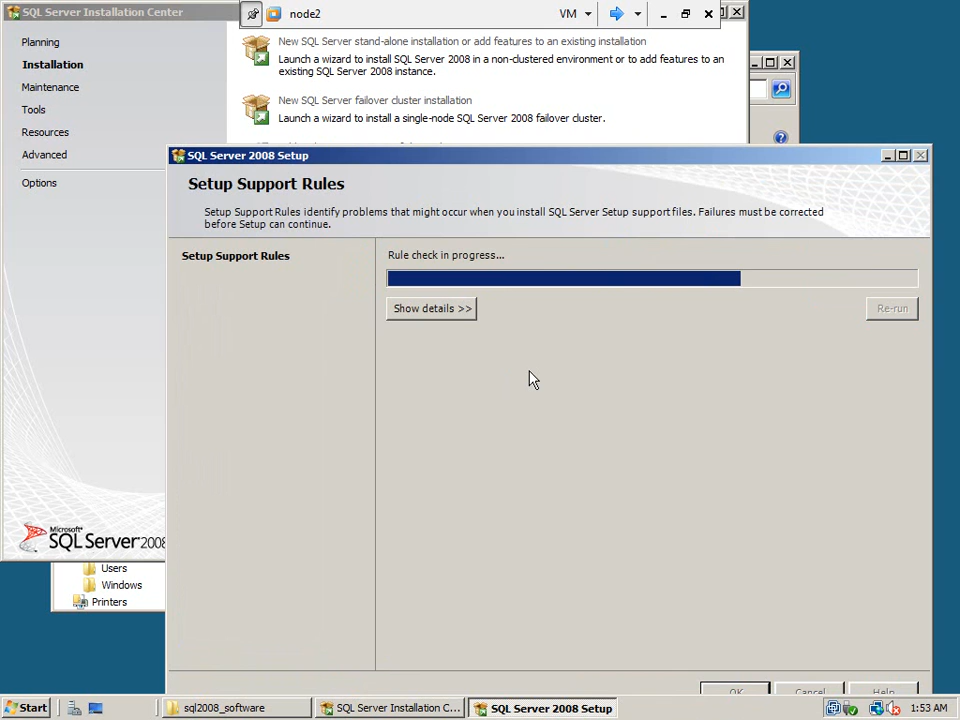 SQL Server Installation Center
node2
VM
Planning
Installation
Maintenance
Tools
Resources
Advanced
Options
New SQL Server stand-alone installation or add features to an existing installation
Launch a wizard to install SQL Server 2008 in a non-clustered environment or to add features to an
existing SQL Server 2008 instance.
New SQL Server failover cluster installation
Launch a wizard to install a single-node SQL Server 2008 failover cluster.
SQL Server 2008 Setup
Setup Support Rules
Setup Support Rules identify problems that might occur when you install SQL Server Setup support files. Failures must be corrected
before Setup can continue.
Setup Support Rules
Rule check in progress...
Show details >>
Re-run
Microsoft
SQL Server 2008
Users
Windows
Printers
OK
Cancel
Help
Start
sql2008_software
SQL Server Installation C...
SQL Server 2008 Setup
1:53 AM